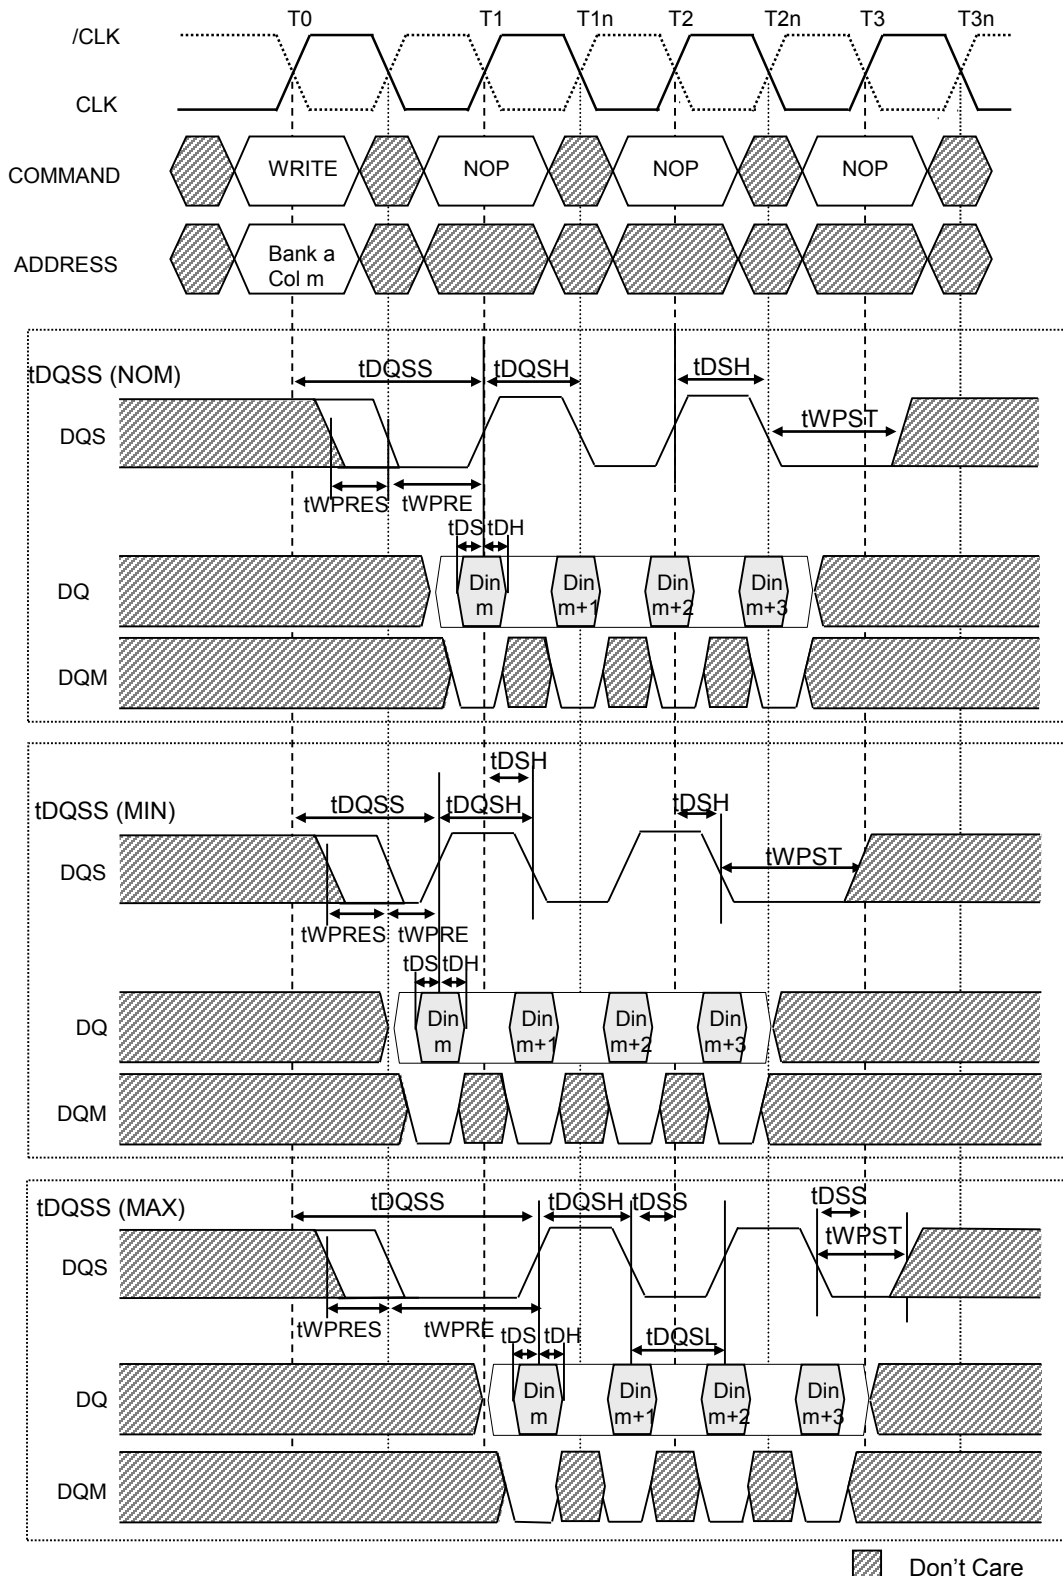 T0 T1 T1n T2 T2n T3 T3n
/CLK
CLK
COMMAND WRITE NOP NOP NOP
ADDRESS Bank a
Col m
tDQSS (NOM) tDQSS tDQSH tDSH
DQS tWPST
tWPRES tWPRE
tDS tDH
DQ Din m Din m+1 Din m+2 Din m+3
DQM
tDSH
tDQSS (MIN) tDQSS tDQSH tDSH
DQS tWPST
tWPRES tWPRE
tDS tDH
DQ Din m Din m+1 Din m+2 Din m+3
DQM
tDQSS (MAX) tDQSS tDQSH tDSS tDSS
DQS tWPST
tWPRES tWPRE tDS tDH tDQSL
DQ Din m Din m+1 Din m+2 Din m+3
DQM
Don't Care